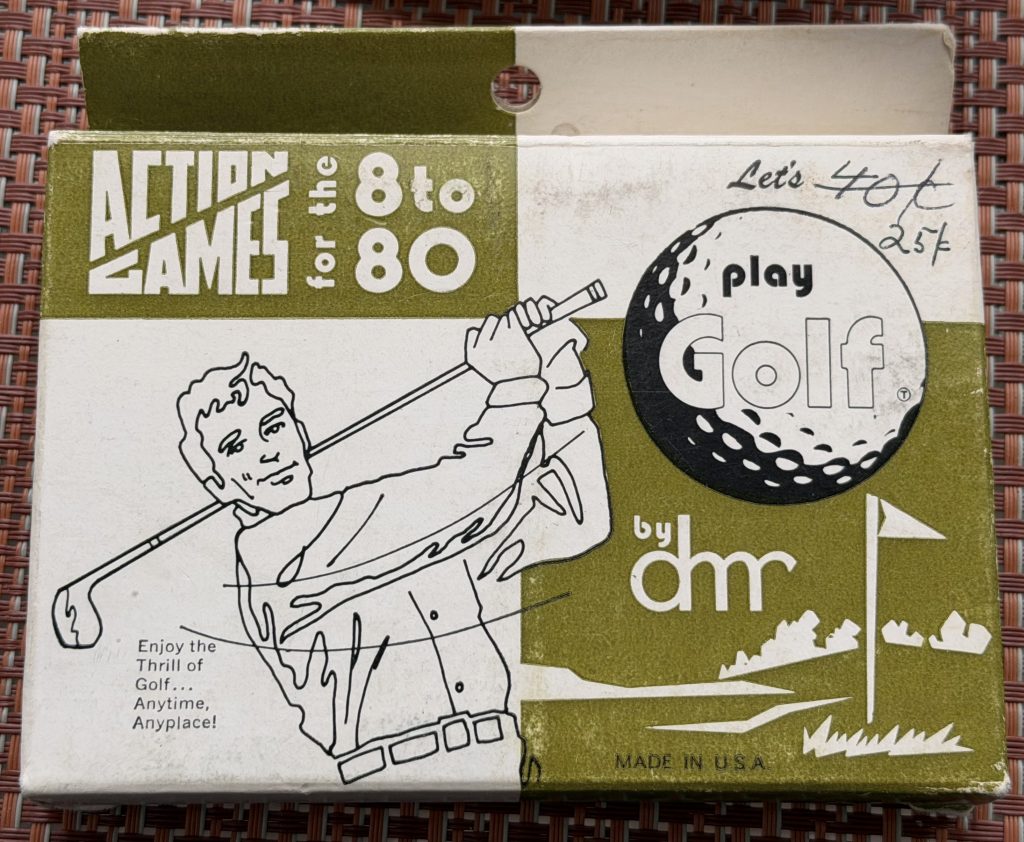 ACTION
GAMES
for the
8 to
80
Let's
40¢
25¢
play
Golf
T
by
dmr
Enjoy the
Thrill of
Golf...
Anytime,
Anyplace!
MADE IN U.S.A.